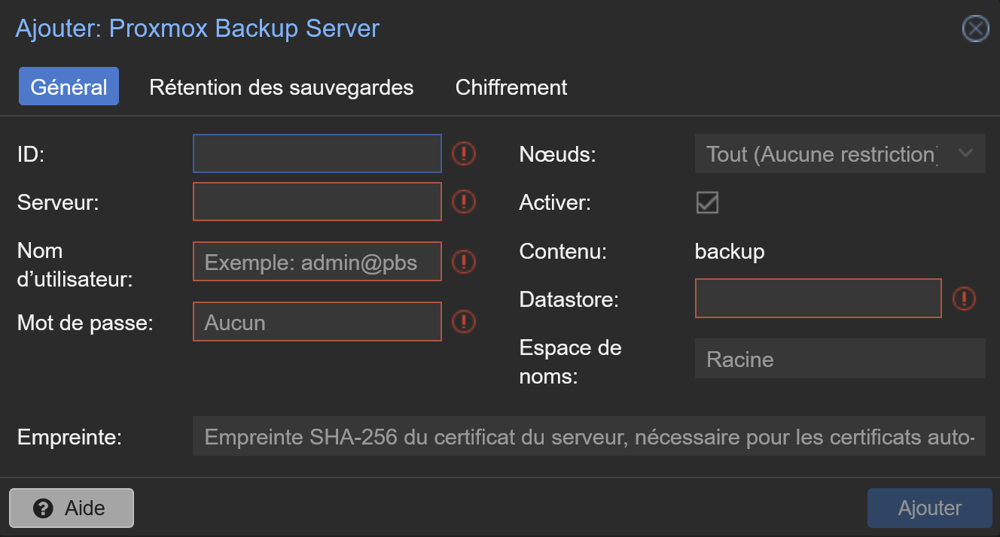 Ajouter: Proxmox Backup Server
Général
Rétention des sauvegardes
Chiffrement
ID:
Serveur:
Nom
d’utilisateur:
Exemple: admin@pbs
Mot de passe:
Aucun
Nœuds:
Tout (Aucune restriction)
Activer:
Contenu:
backup
Datastore:
Espace de
noms:
Racine
Empreinte:
Empreinte SHA-256 du certificat du serveur, nécessaire pour les certificats auto-
Aide
Ajouter